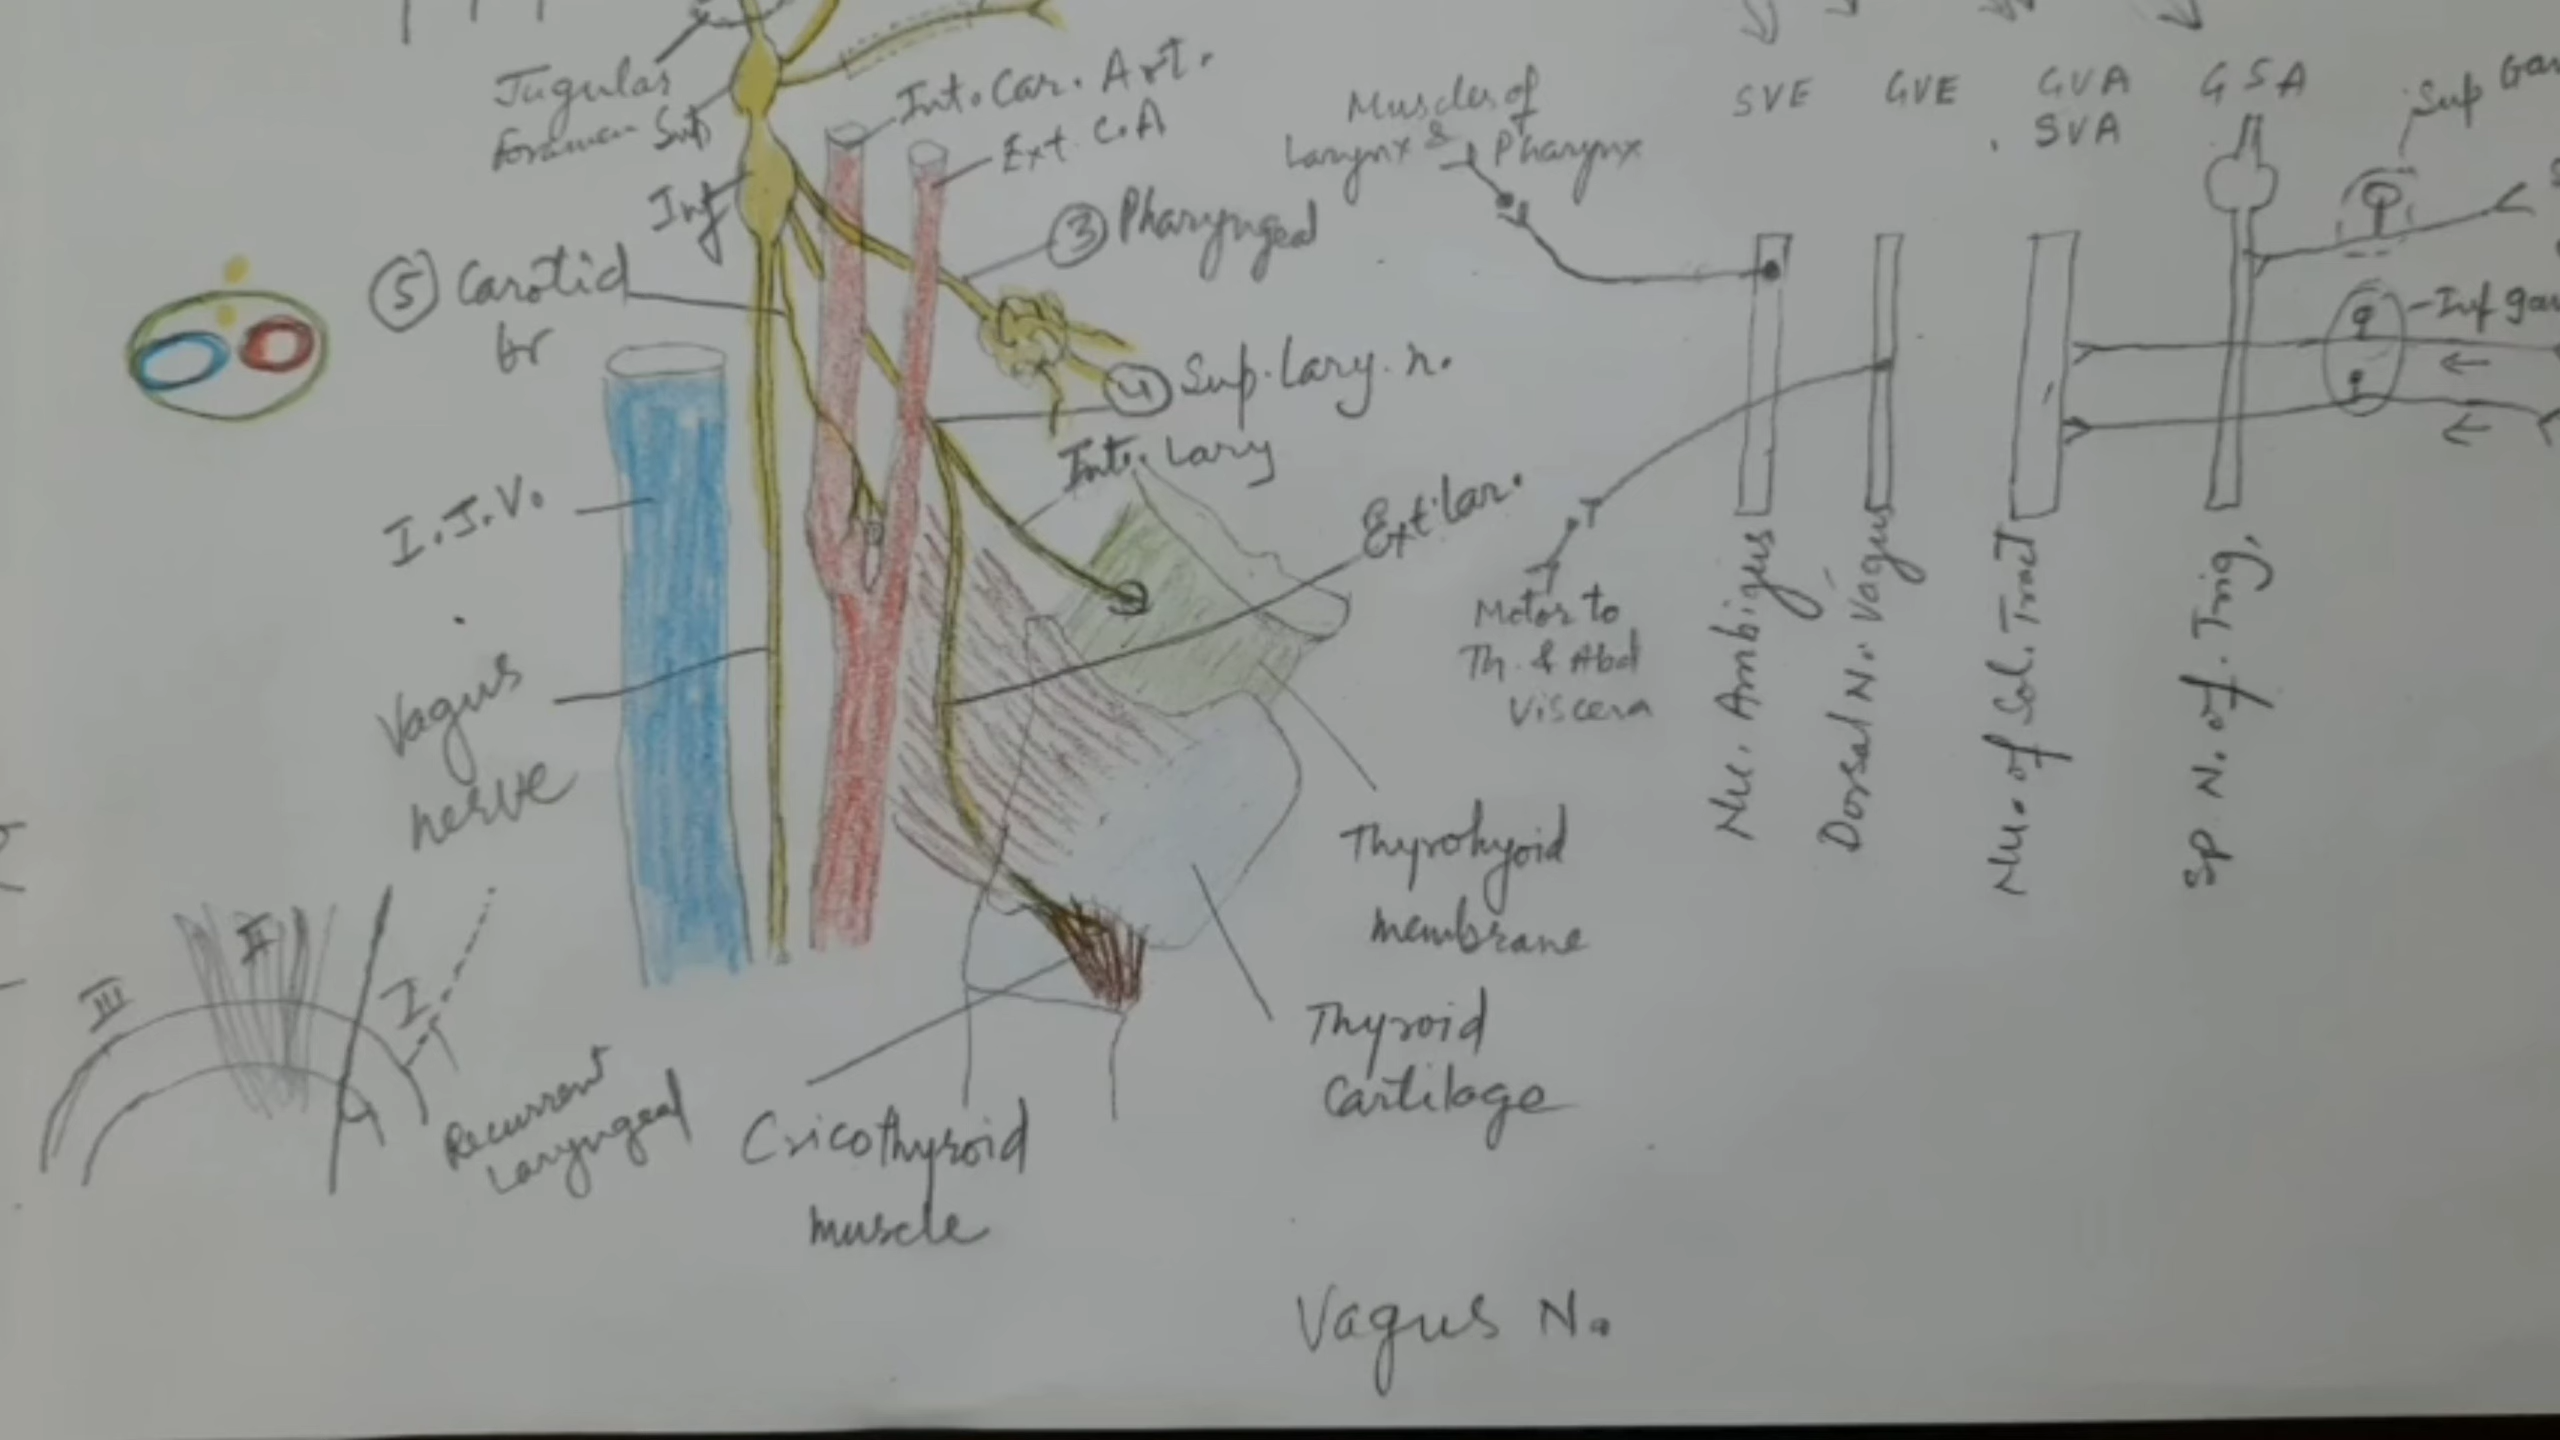 Jugular
foramen Sup
Inf
Int. Car. Art.
Ext. C.A
③ Pharyngeal
⑤ Carotid
br
④ Sup. Lary. n.
Int. Lary
Ext. lar.
I.J.V.
Vagus
nerve
Thyrohyoid
membrane
Thyroid
Cartilage
Cricothyroid
muscle
III
II
I
Recurrent
Laryngeal
Muscles of
Larynx & Pharynx
SVE
GVE
GVA
SVA
GSA
Sup
-Inf
Motor to
Th. & Abd
Viscera
Nu. Ambigus
Dorsal N. Vagus
Nu. of Sol. Tract
Sp N. of. Trig.
Vagus N.